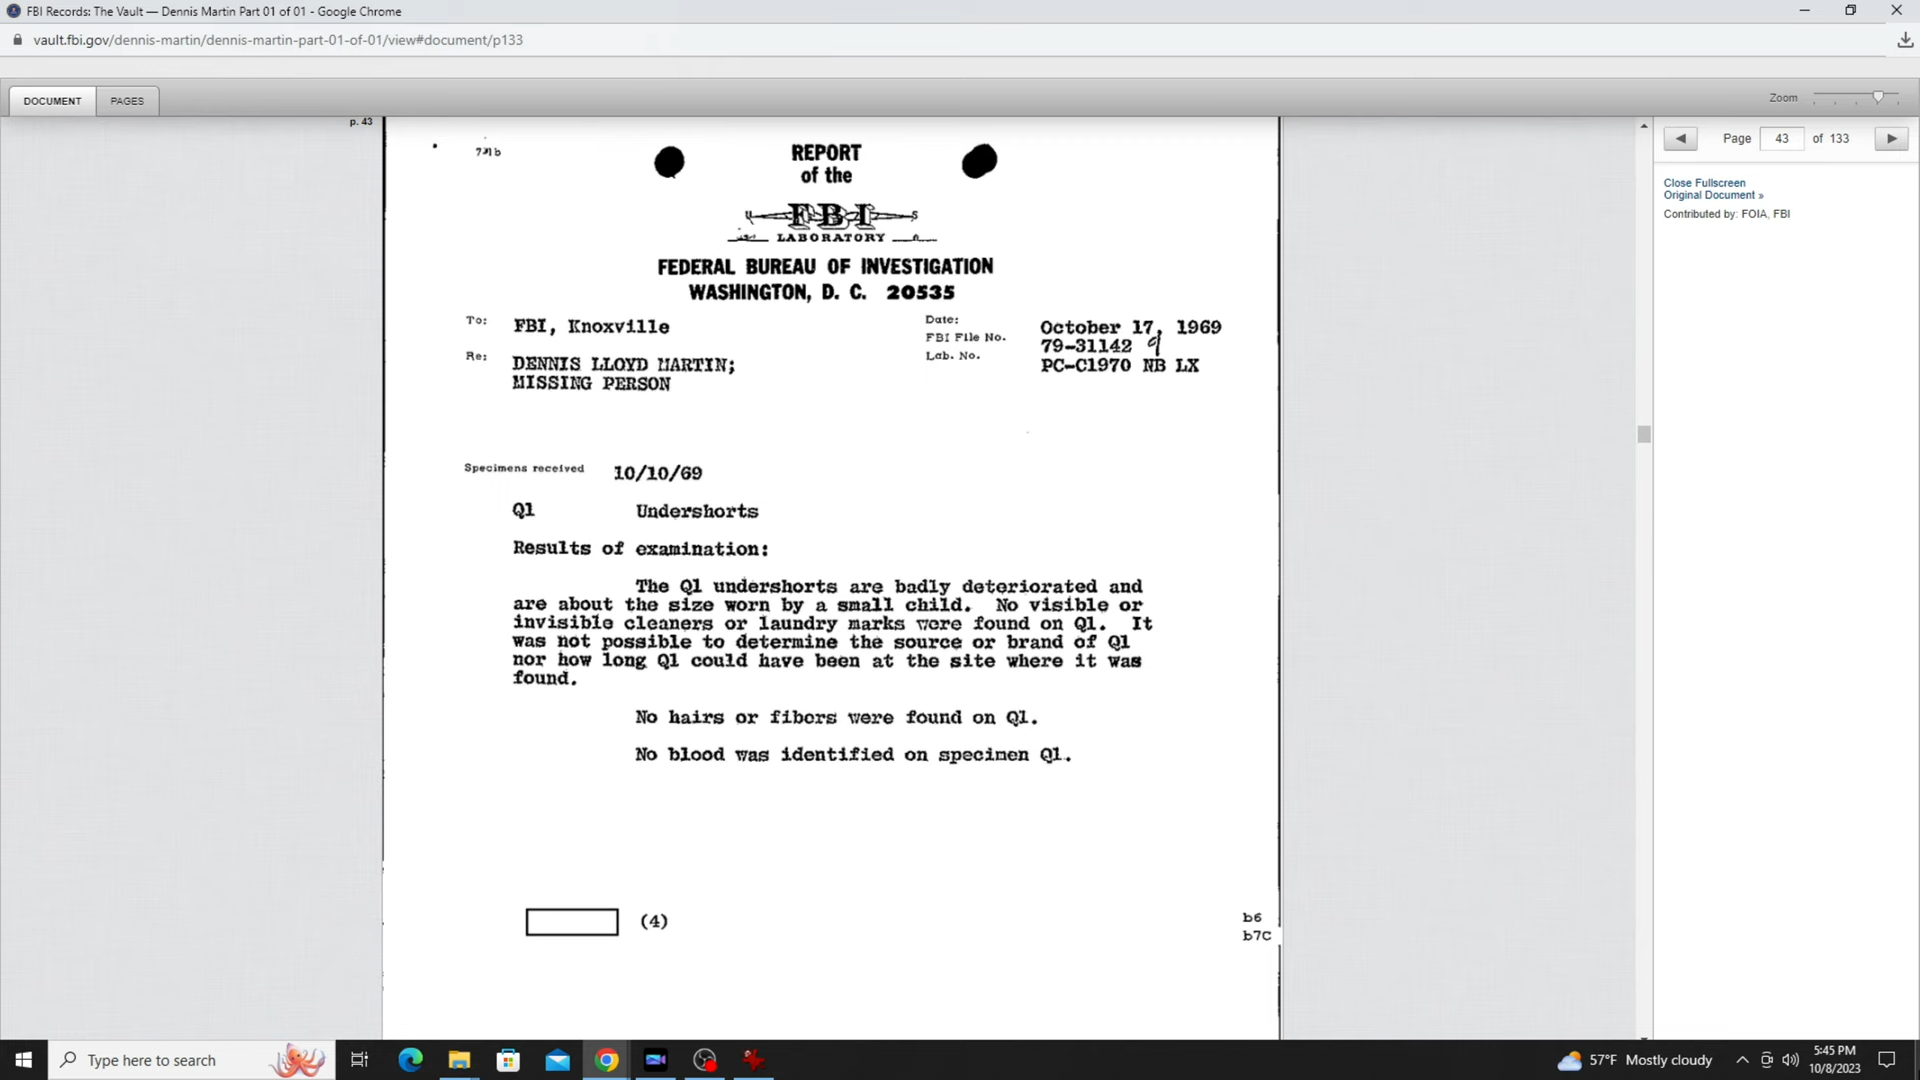 FBI Records: The Vault — Dennis Martin Part 01 of 01 - Google Chrome
vault.fbi.gov/dennis-martin/dennis-martin-part-01-of-01/view#document/p133
DOCUMENT PAGES
Zoom
p. 43
Page 43 of 133
Close Fullscreen
Original Document »
Contributed by: FOIA, FBI
REPORT
of the
U FBI S
LABORATORY
FEDERAL BUREAU OF INVESTIGATION
WASHINGTON, D. C. 20535
To: FBI, Knoxville
Date: October 17, 1969
FBI File No. 79-31142
Re: DENNIS LLOYD MARTIN;
Lab. No. PC-C1970 NB LX
MISSING PERSON
Specimens received 10/10/69
Q1 Undershorts
Results of examination:
The Q1 undershorts are badly deteriorated and
are about the size worn by a small child. No visible or
invisible cleaners or laundry marks were found on Q1. It
was not possible to determine the source or brand of Q1
nor how long Q1 could have been at the site where it was
found.
No hairs or fibers were found on Q1.
No blood was identified on specimen Q1.
(4)
b6
b7C
Type here to search
57°F Mostly cloudy
5:45 PM
10/8/2023